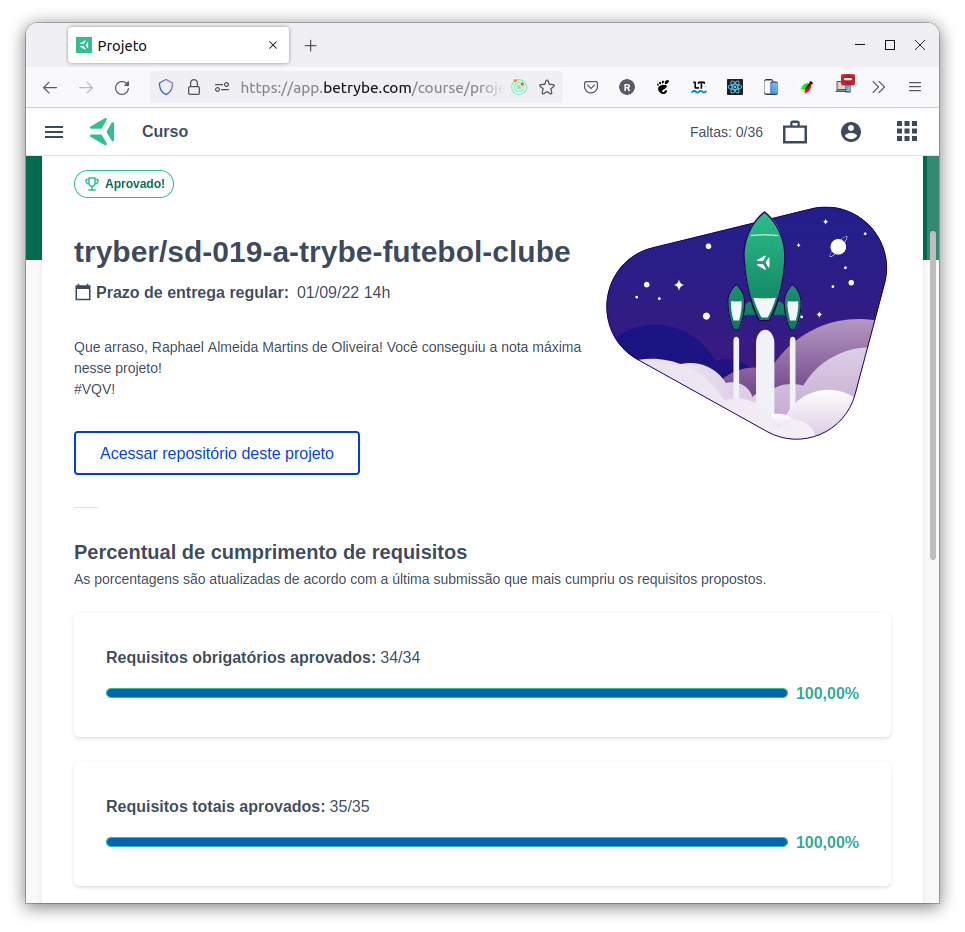 Projeto
https://app.betrybe.com/course/proje
Curso
Faltas: 0/36
Aprovado!
tryber/sd-019-a-trybe-futebol-clube
Prazo de entrega regular: 01/09/22 14h
Que arraso, Raphael Almeida Martins de Oliveira! Você conseguiu a nota máxima
nesse projeto!
#VQV!
Acessar repositório deste projeto
Percentual de cumprimento de requisitos
As porcentagens são atualizadas de acordo com a última submissão que mais cumpriu os requisitos propostos.
Requisitos obrigatórios aprovados: 34/34
100,00%
Requisitos totais aprovados: 35/35
100,00%